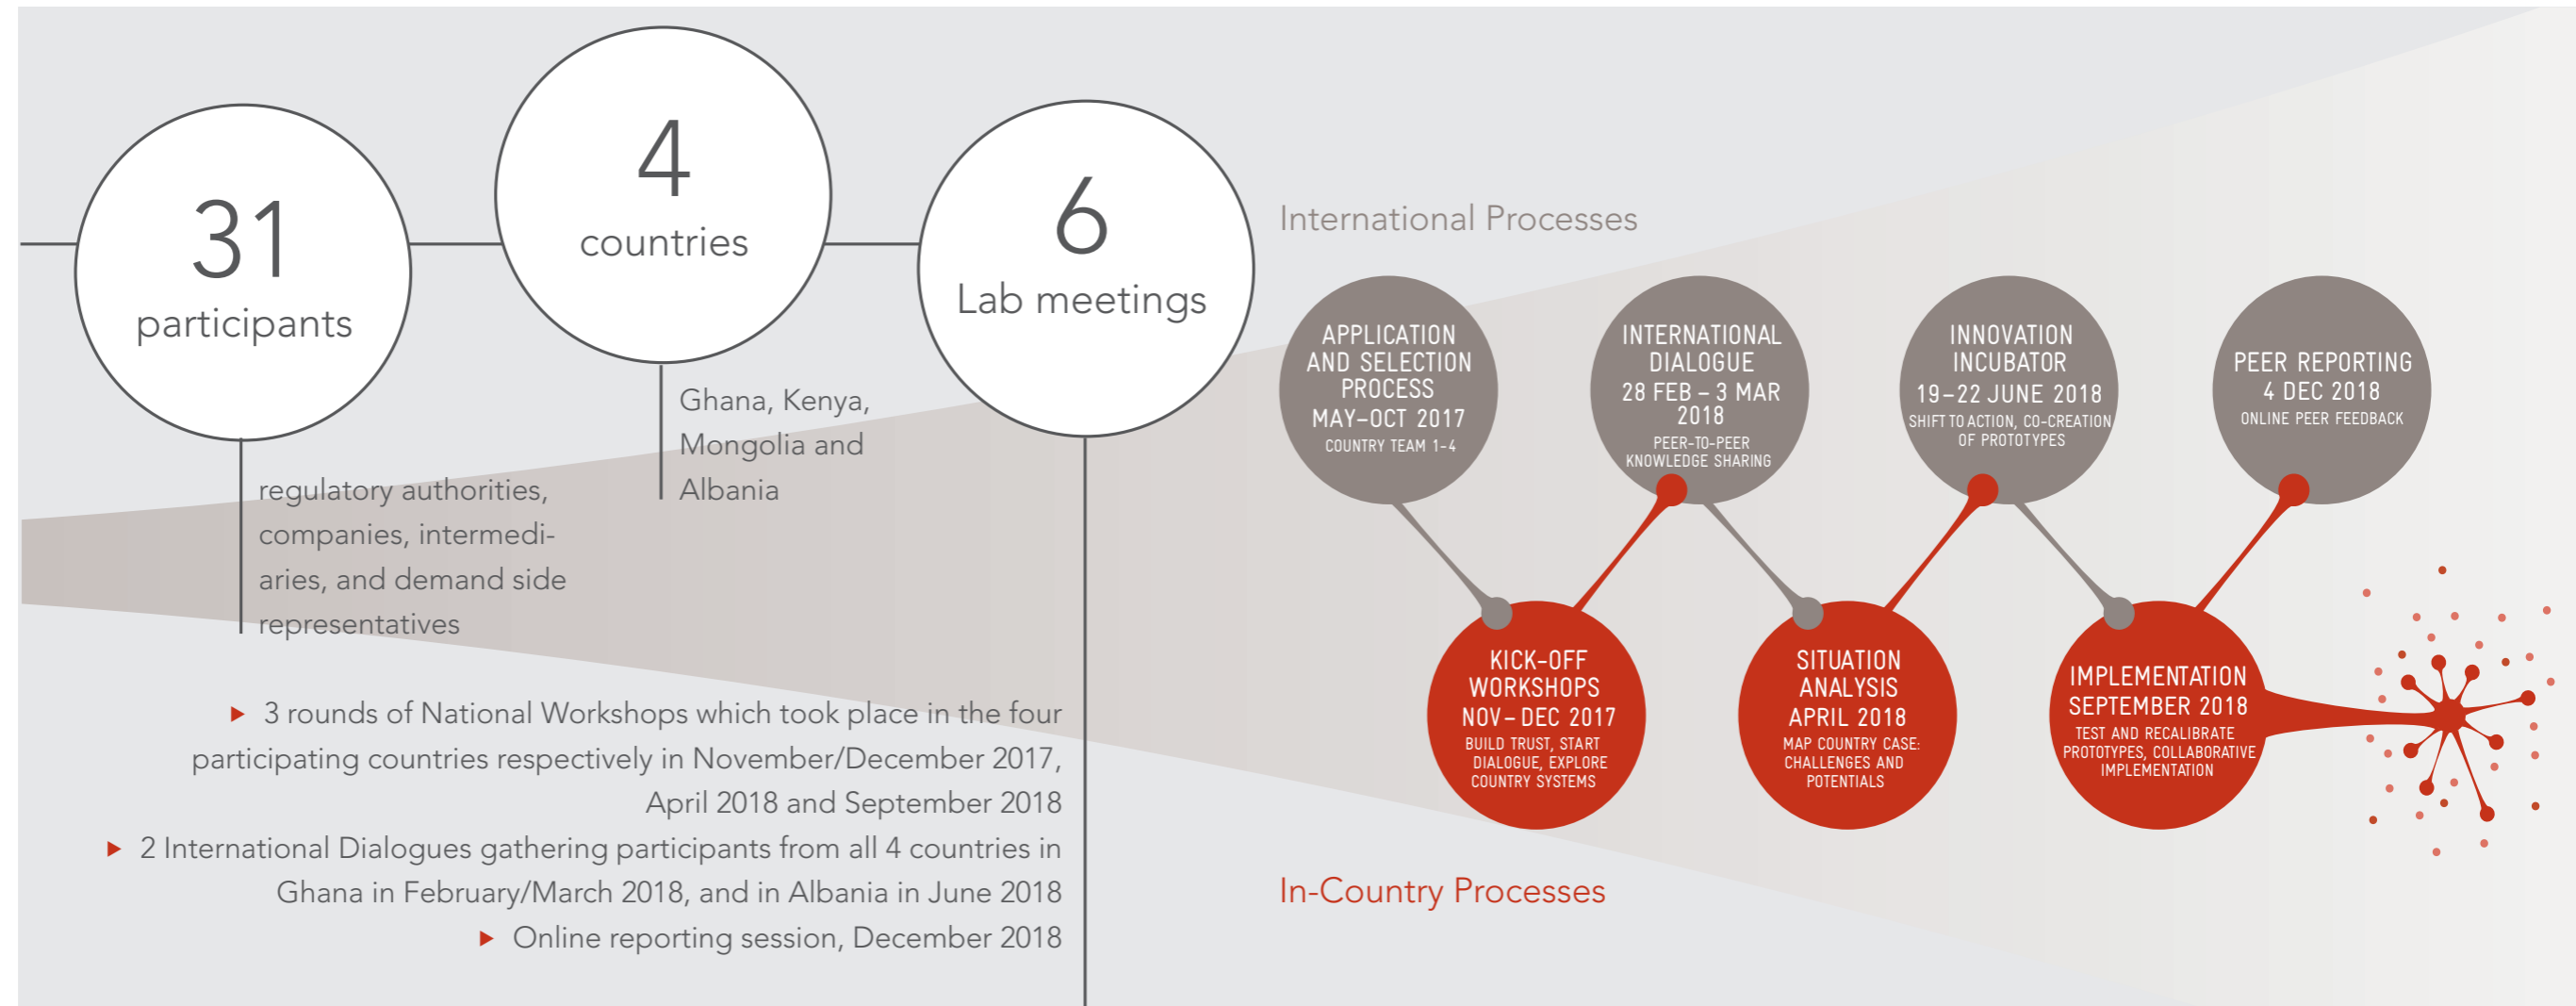 31
participants
regulatory authorities,
companies, intermedi-
aries, and demand side
representatives
4
countries
Ghana, Kenya,
Mongolia and
Albania
6
Lab meetings
▶ 3 rounds of National Workshops which took place in the four
participating countries respectively in November/December 2017,
April 2018 and September 2018
▶ 2 International Dialogues gathering participants from all 4 countries in
Ghana in February/March 2018, and in Albania in June 2018
▶ Online reporting session, December 2018
International Processes
APPLICATION
AND SELECTION
PROCESS
MAY–OCT 2017
COUNTRY TEAM 1-4
INTERNATIONAL
DIALOGUE
28 FEB – 3 MAR
2018
PEER-TO-PEER
KNOWLEDGE SHARING
INNOVATION
INCUBATOR
19–22 JUNE 2018
SHIFT TO ACTION, CO-CREATION
OF PROTOTYPES
PEER REPORTING
4 DEC 2018
ONLINE PEER FEEDBACK
KICK-OFF
WORKSHOPS
NOV– DEC 2017
BUILD TRUST, START
DIALOGUE, EXPLORE
COUNTRY SYSTEMS
SITUATION
ANALYSIS
APRIL 2018
MAP COUNTRY CASE:
CHALLENGES AND
POTENTIALS
IMPLEMENTATION
SEPTEMBER 2018
TEST AND RECALIBRATE
PROTOTYPES, COLLABORATIVE
IMPLEMENTATION
In-Country Processes